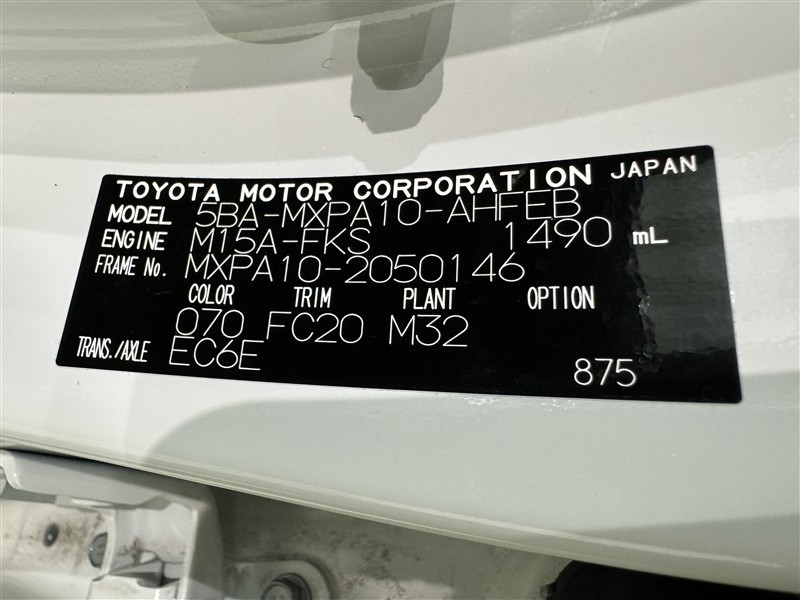 TOYOTA MOTOR CORPORATION JAPAN
MODEL 5BA-MXPA10-AHFEB
ENGINE M15A-FKS 1490 mL
FRAME No. MXPA10-2050146
COLOR TRIM PLANT OPTION
070 FC20 M32
TRANS./AXLE EC6E
875